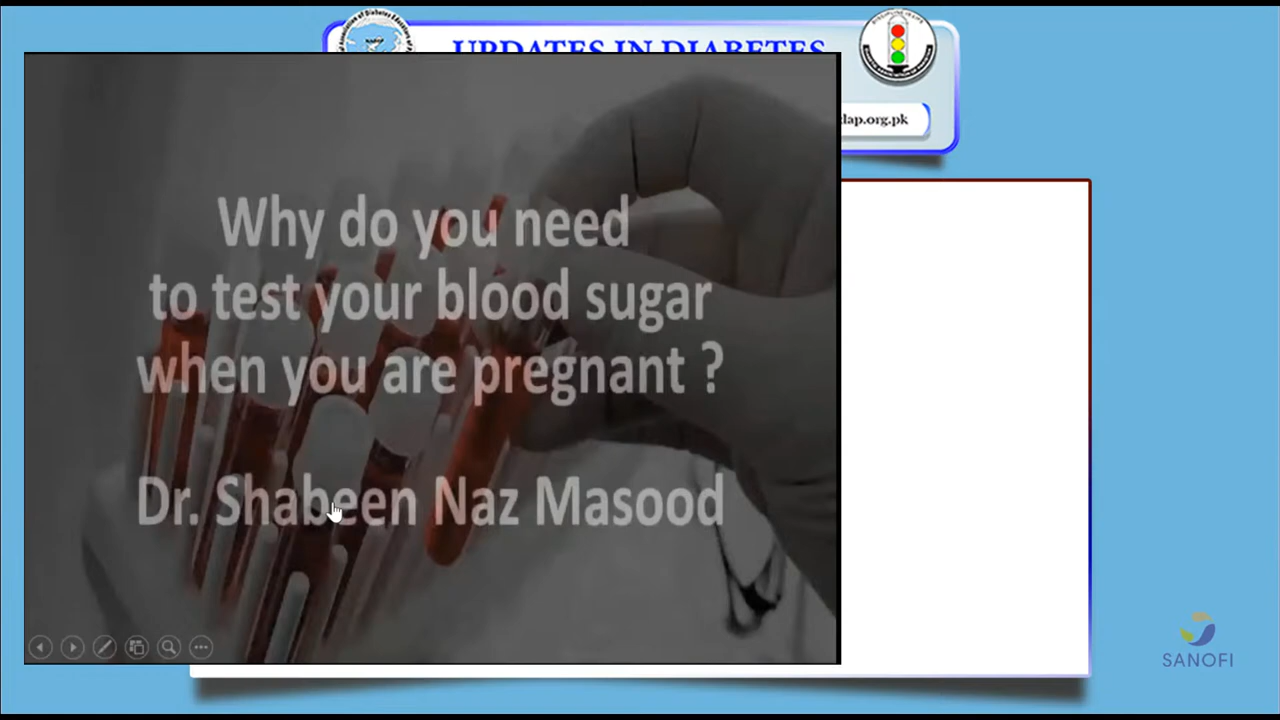 UPDATES IN DIABETES
dap.org.pk
Why do you need
to test your blood sugar
when you are pregnant ?
Dr. Shabeen Naz Masood
SANOFI